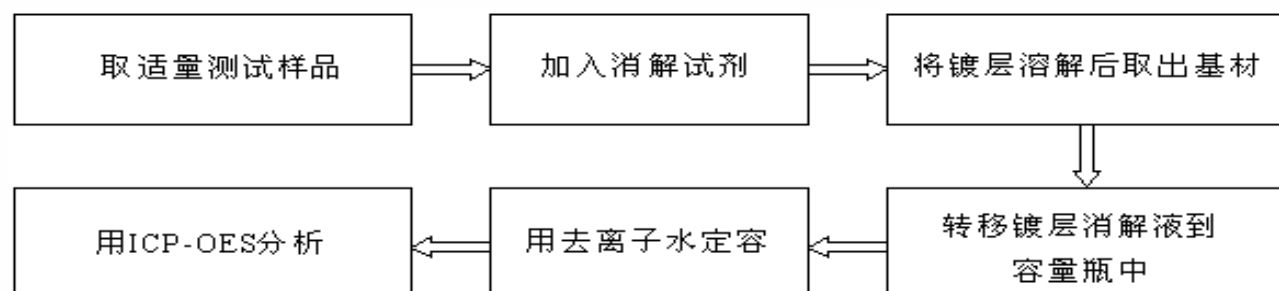 取适量测试样品
加入消解试剂
将镀层溶解后取出基材
转移镀层消解液到
容量瓶中
用去离子水定容
用ICP-OES分析